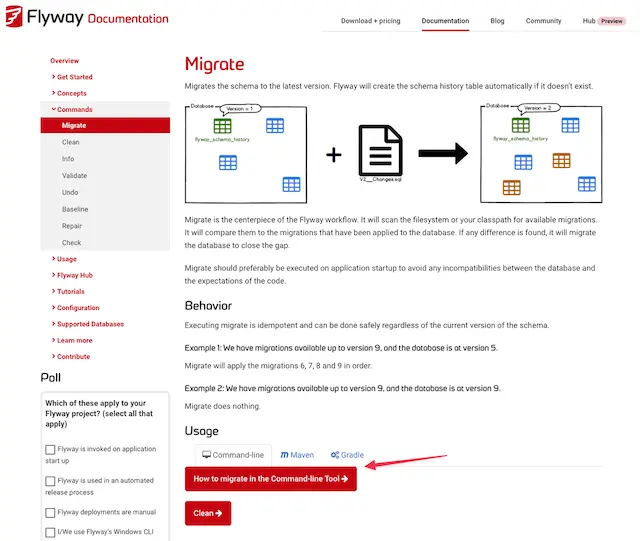 Flyway Documentation
Download + pricing
Documentation
Blog
Community
Hub Preview
Overview
Get Started
Concepts
Commands
Migrate
Clean
Info
Validate
Undo
Baseline
Repair
Check
Usage
Flyway Hub
Tutorials
Configuration
Supported Databases
Learn more
Contribute
Poll
Which of these apply to your
Flyway project? (select all that
apply)
Flyway is invoked on application
start up
Flyway is used in an automated
release process
Flyway deployments are manual
I/We use Flyway's Windows CLI
Migrate
Migrates the schema to the latest version. Flyway will create the schema history table automatically if it doesn't exist.
Database
Version = 1
flyway_schema_history
+
V2__Changes.sql
Database
Version = 2
flyway_schema_history
Migrate is the centerpiece of the Flyway workflow. It will scan the filesystem or your classpath for available migrations.
It will compare them to the migrations that have been applied to the database. If any difference is found, it will migrate
the database to close the gap.
Migrate should preferably be executed on application startup to avoid any incompatibilities between the database and
the expectations of the code.
Behavior
Executing migrate is idempotent and can be done safely regardless of the current version of the schema.
Example 1: We have migrations available up to version 9, and the database is at version 5.
Migrate will apply the migrations 6, 7, 8 and 9 in order.
Example 2: We have migrations available up to version 9, and the database is at version 9.
Migrate does nothing.
Usage
Command-line
Maven
Gradle
How to migrate in the Command-line Tool
Clean